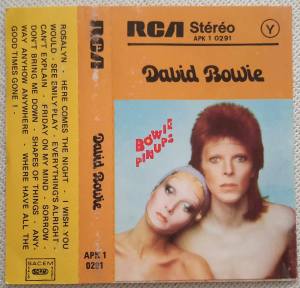 ROSALYN - HERE COMES THE NIGHT - I WISH YOU
WOULD - SEE EMILY PLAY - EVERYTHING'S ALRIGHT -
I CAN'T EXPLAIN - FRIDAY ON MY MIND - SORROW -
DON'T BRING ME DOWN - SHAPES OF THINGS - ANY-
WAY ANYHOW ANYWHERE - WHERE HAVE ALL THE
GOOD TIMES GONE ! -
SACEM
RCA
David Bowie
APK 1
0291
RCA Stéréo
APK 1 0291
Y
David Bowie
BOWIE
PINUPS